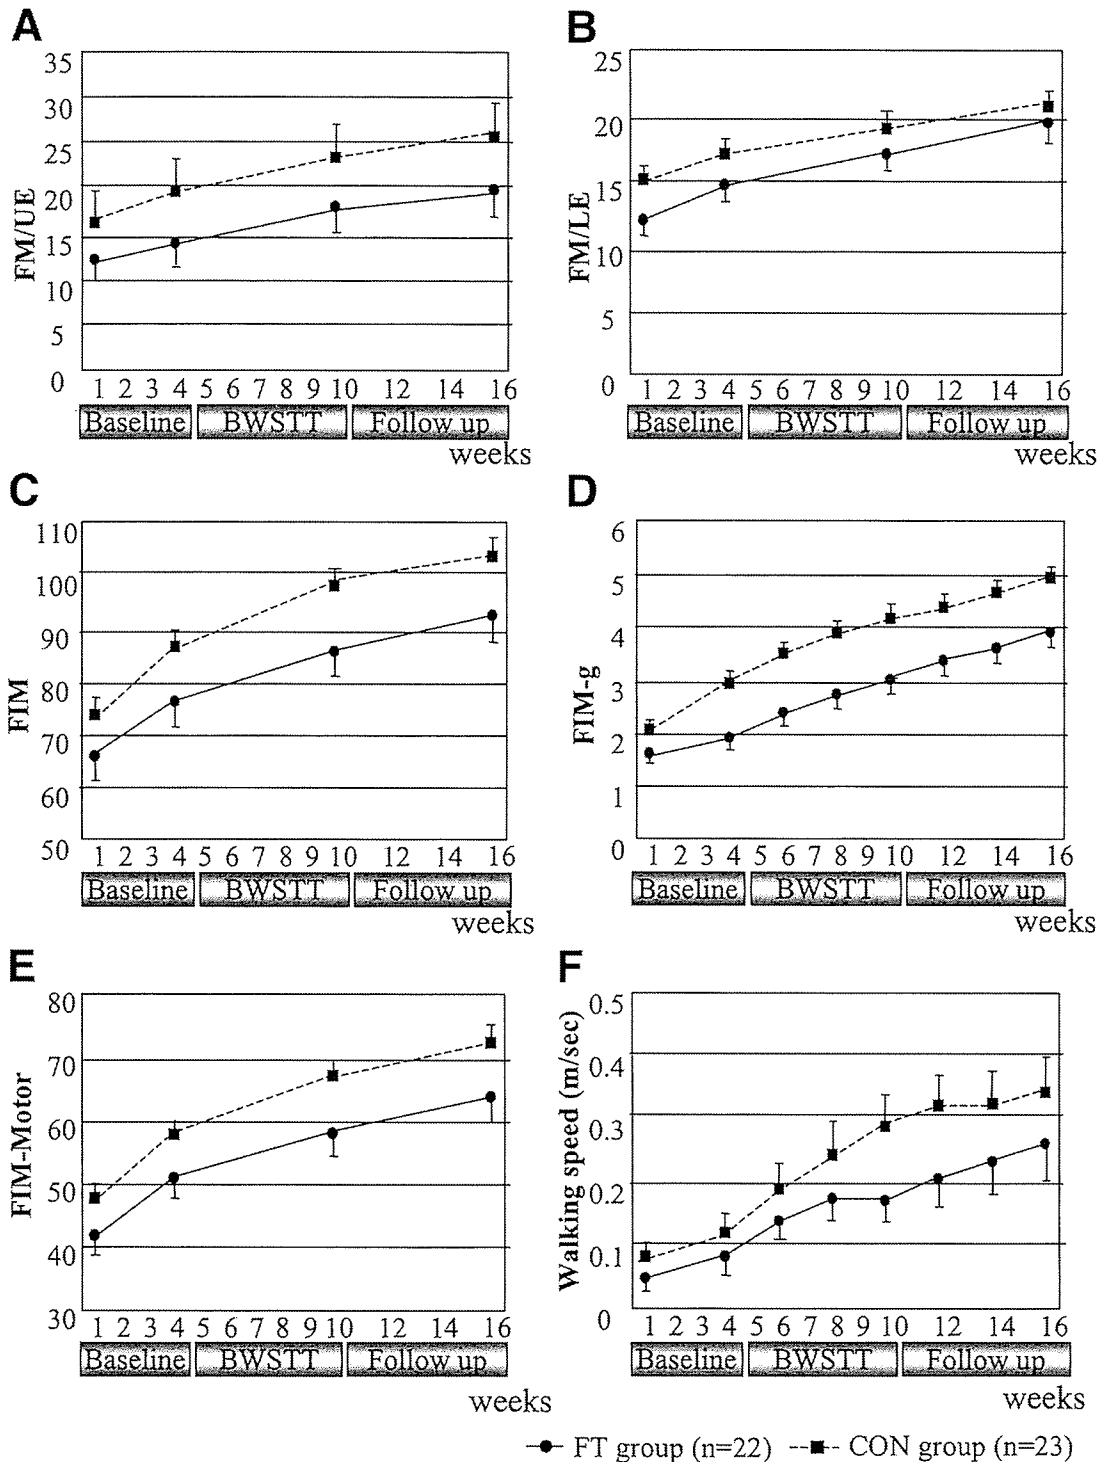 A
35
30
25
20
15
10
5
0
FM/UE
1 2 3 4 5 6 7 8 9 10 12 14 16
Baseline BWSTT Follow up
weeks
B
25
20
15
10
5
0
FM/LE
1 2 3 4 5 6 7 8 9 10 12 14 16
Baseline BWSTT Follow up
weeks
C
110
100
90
80
70
60
50
FIM
1 2 3 4 5 6 7 8 9 10 12 14 16
Baseline BWSTT Follow up
weeks
D
6
5
4
3
2
1
0
FIM-g
1 2 3 4 5 6 7 8 9 10 12 14 16
Baseline BWSTT Follow up
weeks
E
80
70
60
50
40
30
FIM-Motor
1 2 3 4 5 6 7 8 9 10 12 14 16
Baseline BWSTT Follow up
weeks
F
0.5
0.4
0.3
0.2
0.1
0
Walking speed (m/sec)
1 2 3 4 5 6 7 8 9 10 12 14 16
Baseline BWSTT Follow up
weeks
FT group (n=22) CON group (n=23)